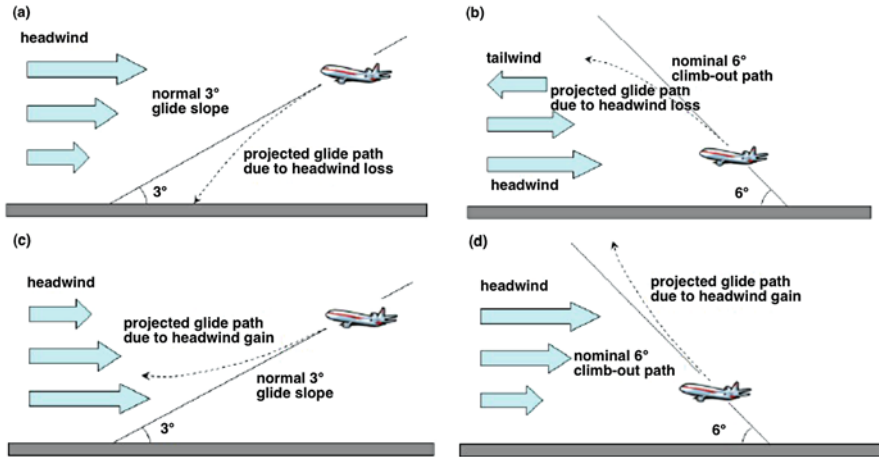 (a)
headwind
normal 3°
glide slope
projected glide path
due to headwind loss
3°
(b)
tailwind
nominal 6°
climb-out path
projected glide path
due to headwind loss
headwind
6°
(c)
headwind
projected glide path
due to headwind gain
normal 3°
glide slope
3°
(d)
headwind
projected glide path
due to headwind gain
nominal 6°
climb-out path
6°